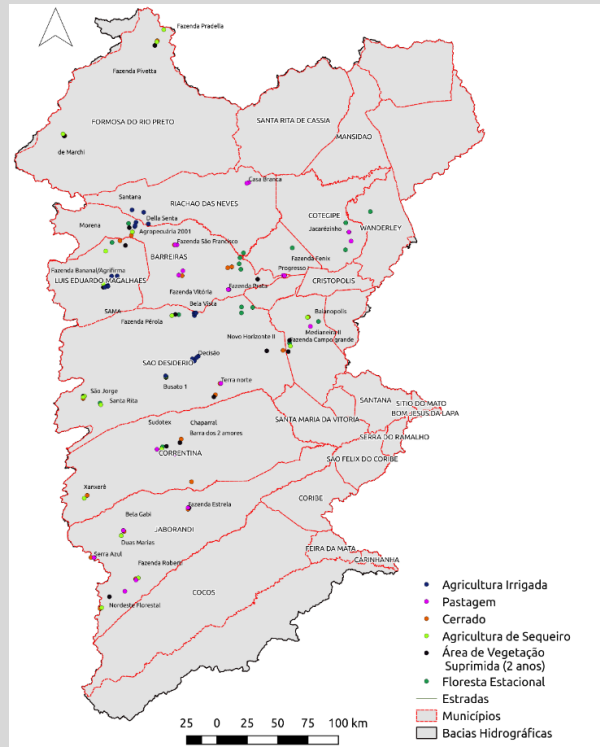 Fazenda Pradella
Fazenda Pivetta
FORMOSA DO RIO PRETO
SANTA RITA DE CASSIA
MANSIDAO
de Marchi
Casa Branca
Santana
RIACHAO DAS NEVES
COTEGIPE
Della Senta
Morena
Jacarézinho
WANDERLEY
Agropecuária 2001
Fazenda São Francisco
BARREIRAS
Fazenda Fenix
Fazenda Bananal/Agrifirma
Progresso
LUIS EDUARDO MAGALHAES
CRISTOPOLIS
Fazenda Vitória
Fazenda Prata
Bela Vista
SAMA
Baianopolis
Fazenda Pérola
Medianeira II
Novo Horizonte II
Fazenda Campo grande
Decisão
SAO DESIDERIO
Busato 1
Terra norte
São Jorge
Santa Rita
SANTANA
SITIO DO MATO
BOM JESUS DA LAPA
Sudotex
Chaparral
SANTA MARIA DA VITORIA
Barra dos 2 amores
SERRA DO RAMALHO
CORRENTINA
SAO FELIX DO CORIBE
Xanxerê
CORIBE
Fazenda Estrela
Bela Gabi
JABORANDI
Duas Marias
FEIRA DA MATA
Serra Azul
CARINHANHA
Fazenda Robert
COCOS
Nordeste Florestal
Agricultura Irrigada
Pastagem
Cerrado
Agricultura de Sequeiro
Área de Vegetação
Suprimida (2 anos)
Floresta Estacional
Estradas
Municípios
Bacias Hidrográficas
25 0 25 50 75 100 km